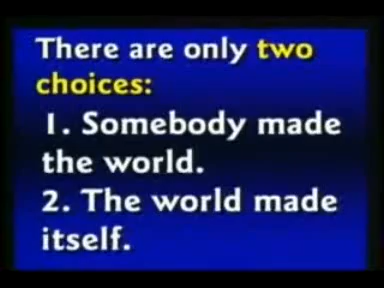 There are only two
choices:
1. Somebody made
the world.
2. The world made
itself.